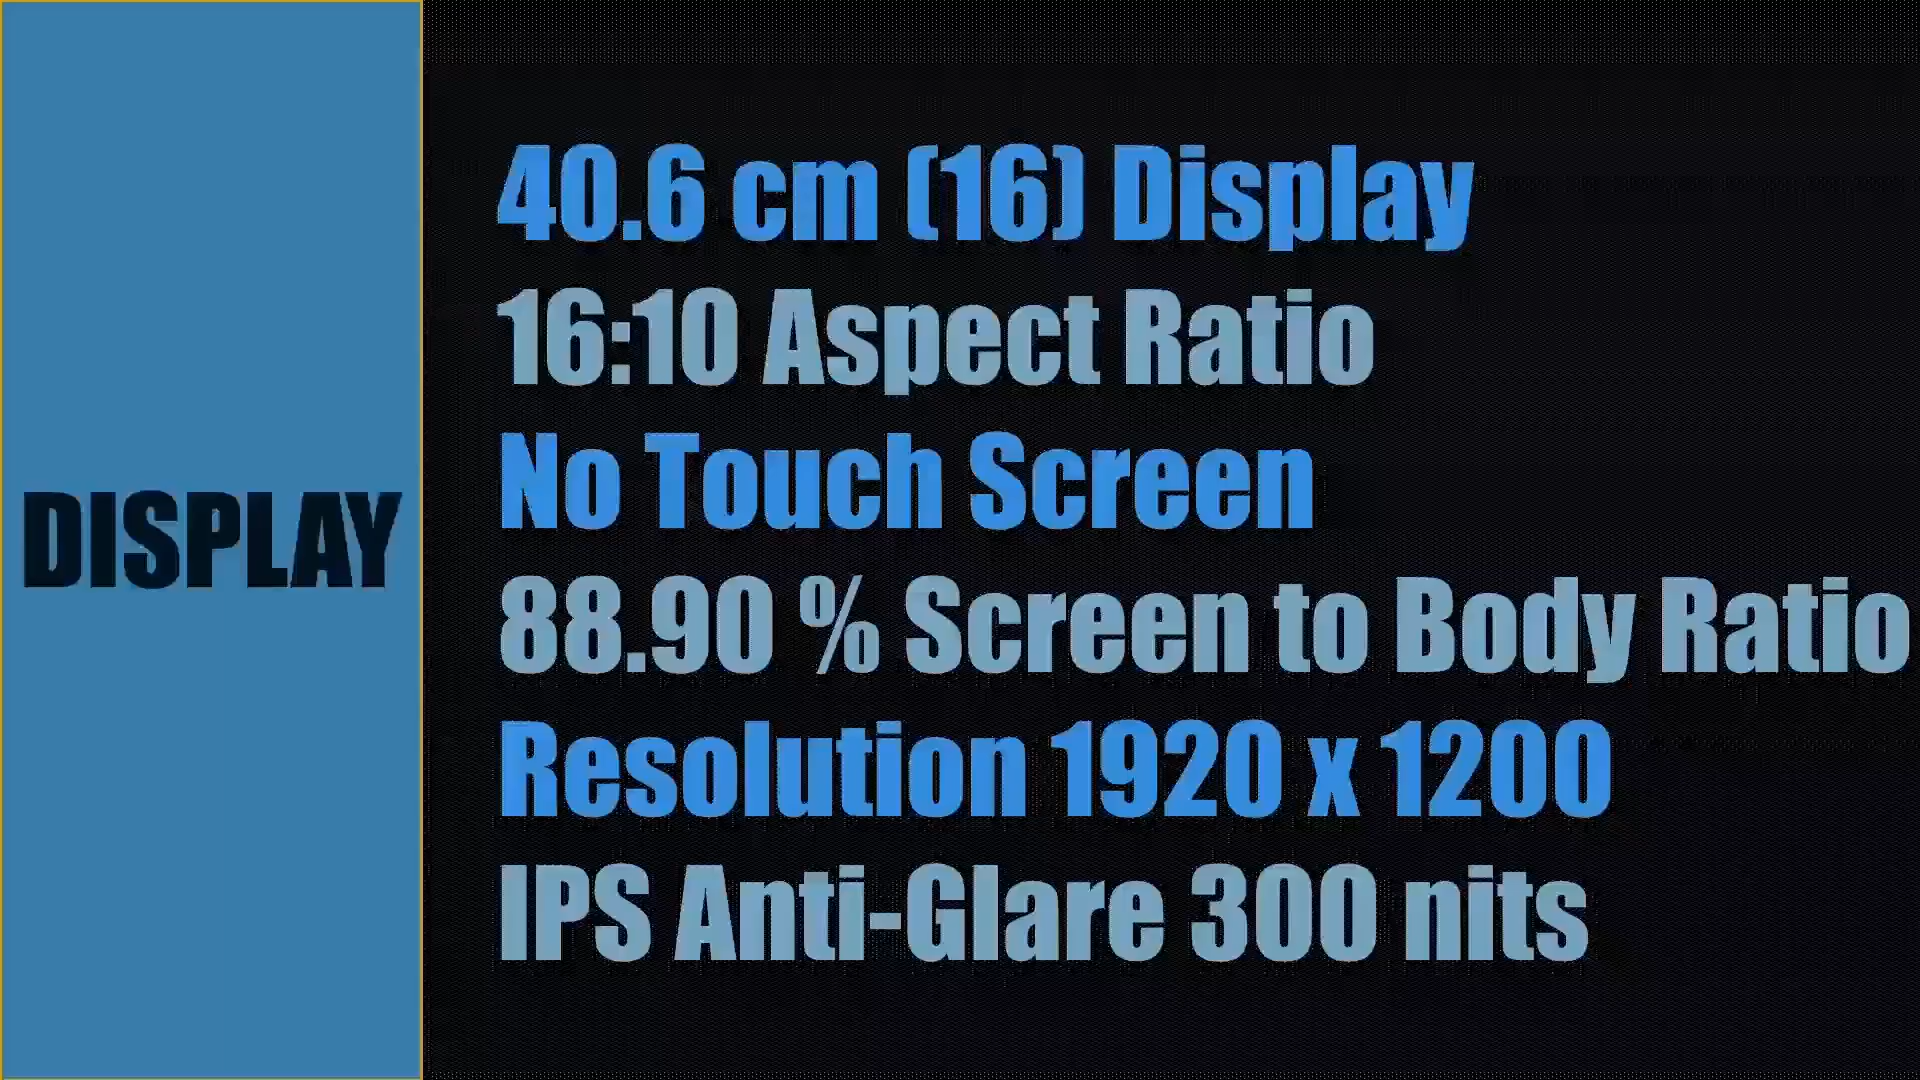 DISPLAY
40.6 cm (16) Display
16:10 Aspect Ratio
No Touch Screen
88.90 % Screen to Body Ratio
Resolution 1920 x 1200
IPS Anti-Glare 300 nits